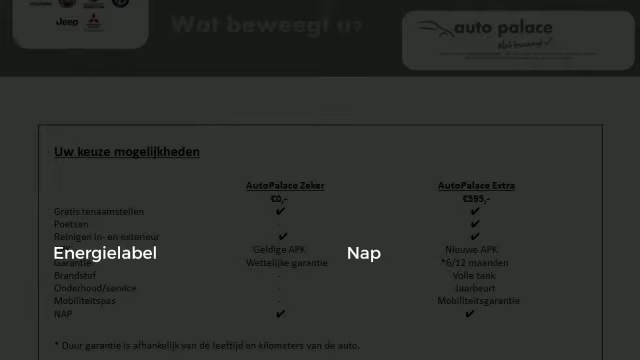 Wat beweegt u?
Jeep
auto palace
Wat beweegt u?
Uw keuze mogelijkheden
AutoPalace Zeker AutoPalace Extra
€0,- €595,-
Gratis tenaamstellen ✔ ✔
Poetsen - ✔
Reinigen in- en exterieur ✔ ✔
Geldige APK Nieuwe APK
Energielabel Nap
Garantie Wettelijke garantie *6/12 maanden
Brandstof - Volle tank
Onderhoud/service - Jaarbeurt
Mobiliteitspas - Mobiliteitsgarantie
NAP ✔ ✔
* Duur garantie is afhankelijk van de leeftijd en kilometers van de auto.